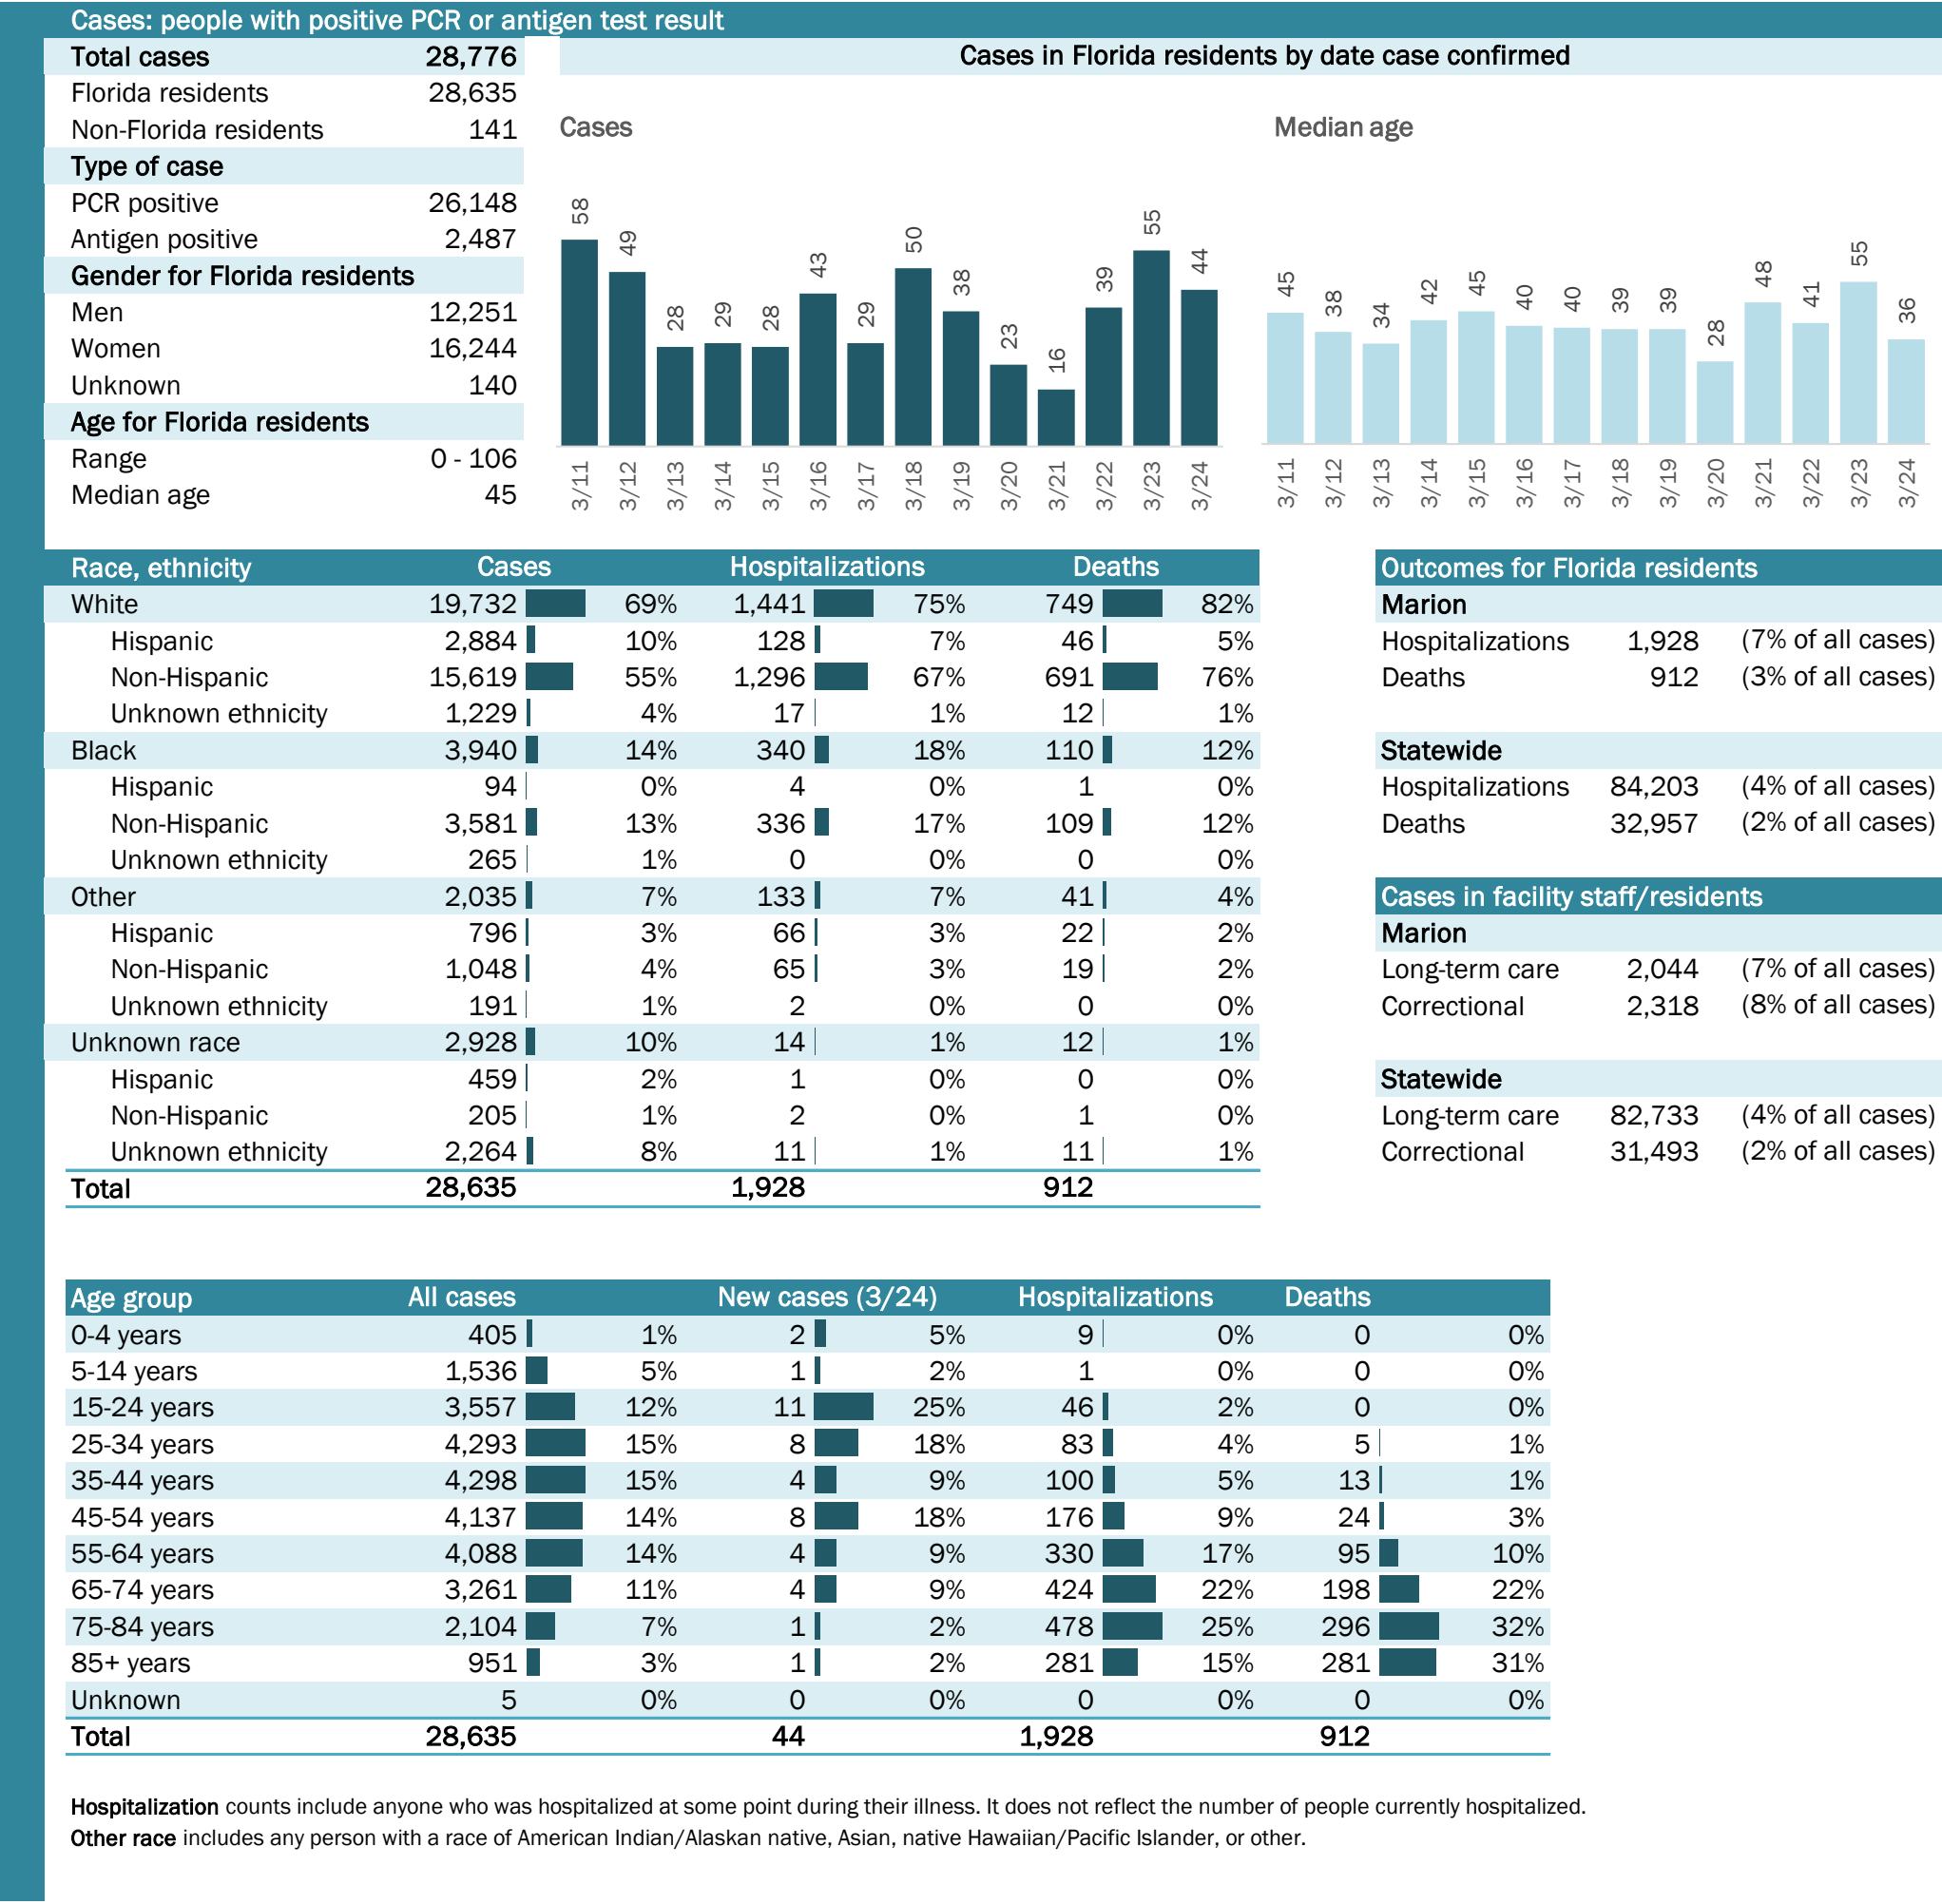 Cases: people with positive PCR or antigen test result
Total cases 28,776
Florida residents 28,635
Non-Florida residents 141
Type of case
PCR positive 26,148
Antigen positive 2,487
Gender for Florida residents
Men 12,251
Women 16,244
Unknown 140
Age for Florida residents
Range 0 - 106
Median age 45
Cases in Florida residents by date case confirmed
Cases
58 49 28 29 28 43 29 50 38 23 16 39 55 44
3/11 3/12 3/13 3/14 3/15 3/16 3/17 3/18 3/19 3/20 3/21 3/22 3/23 3/24
Median age
45 38 34 42 45 40 40 39 39 28 48 41 55 36
3/11 3/12 3/13 3/14 3/15 3/16 3/17 3/18 3/19 3/20 3/21 3/22 3/23 3/24
Race, ethnicity Cases Hospitalizations Deaths
White 19,732 69% 1,441 75% 749 82%
Hispanic 2,884 10% 128 7% 46 5%
Non-Hispanic 15,619 55% 1,296 67% 691 76%
Unknown ethnicity 1,229 4% 17 1% 12 1%
Black 3,940 14% 340 18% 110 12%
Hispanic 94 0% 4 0% 1 0%
Non-Hispanic 3,581 13% 336 17% 109 12%
Unknown ethnicity 265 1% 0 0% 0 0%
Other 2,035 7% 133 7% 41 4%
Hispanic 796 3% 66 3% 22 2%
Non-Hispanic 1,048 4% 65 3% 19 2%
Unknown ethnicity 191 1% 2 0% 0 0%
Unknown race 2,928 10% 14 1% 12 1%
Hispanic 459 2% 1 0% 0 0%
Non-Hispanic 205 1% 2 0% 1 0%
Unknown ethnicity 2,264 8% 11 1% 11 1%
Total 28,635 1,928 912
Outcomes for Florida residents
Marion
Hospitalizations 1,928 (7% of all cases)
Deaths 912 (3% of all cases)
Statewide
Hospitalizations 84,203 (4% of all cases)
Deaths 32,957 (2% of all cases)
Cases in facility staff/residents
Marion
Long-term care 2,044 (7% of all cases)
Correctional 2,318 (8% of all cases)
Statewide
Long-term care 82,733 (4% of all cases)
Correctional 31,493 (2% of all cases)
Age group All cases New cases (3/24) Hospitalizations Deaths
0-4 years 405 1% 2 5% 9 0% 0 0%
5-14 years 1,536 5% 1 2% 1 0% 0 0%
15-24 years 3,557 12% 11 25% 46 2% 0 0%
25-34 years 4,293 15% 8 18% 83 4% 5 1%
35-44 years 4,298 15% 4 9% 100 5% 13 1%
45-54 years 4,137 14% 8 18% 176 9% 24 3%
55-64 years 4,088 14% 4 9% 330 17% 95 10%
65-74 years 3,261 11% 4 9% 424 22% 198 22%
75-84 years 2,104 7% 1 2% 478 25% 296 32%
85+ years 951 3% 1 2% 281 15% 281 31%
Unknown 5 0% 0 0% 0 0% 0 0%
Total 28,635 44 1,928 912
Hospitalization counts include anyone who was hospitalized at some point during their illness. It does not reflect the number of people currently hospitalized.
Other race includes any person with a race of American Indian/Alaskan native, Asian, native Hawaiian/Pacific Islander, or other.